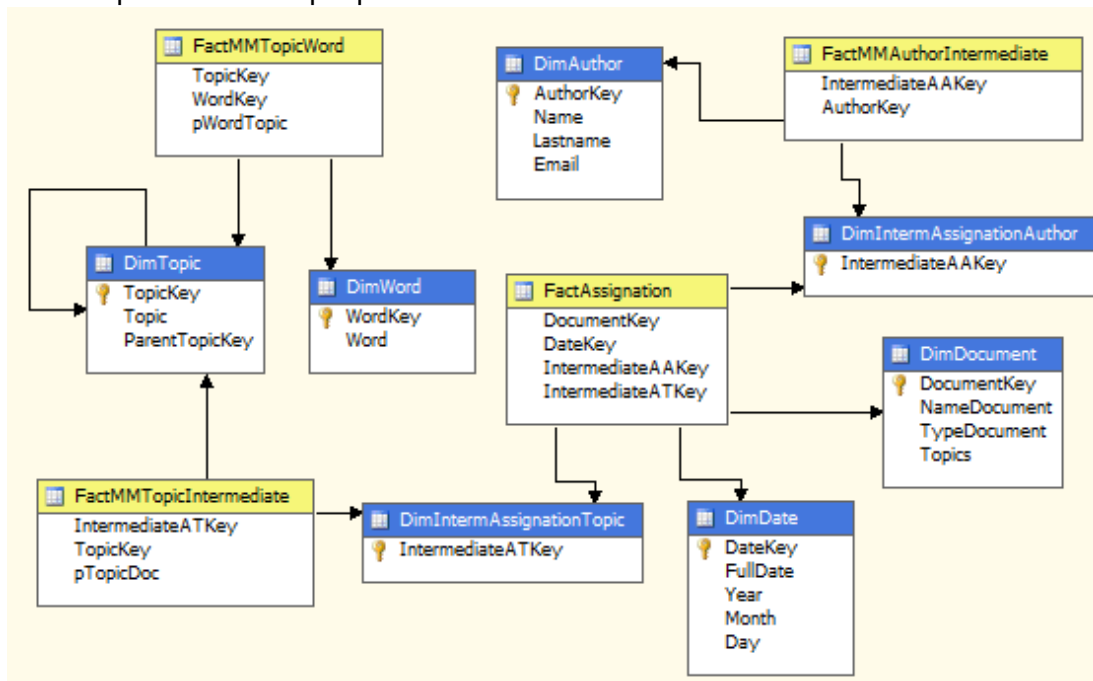 FactMMTopicWord
TopicKey
WordKey
pWordTopic
DimAuthor
AuthorKey
Name
Lastname
Email
FactMMAuthorIntermediate
IntermediateAAKey
AuthorKey
DimIntermAssignationAuthor
IntermediateAAKey
DimTopic
TopicKey
Topic
ParentTopicKey
DimWord
WordKey
Word
FactAssignation
DocumentKey
DateKey
IntermediateAAKey
IntermediateATKey
DimDocument
DocumentKey
NameDocument
TypeDocument
Topics
FactMMTopicIntermediate
IntermediateATKey
TopicKey
pTopicDoc
DimIntermAssignationTopic
IntermediateATKey
DimDate
DateKey
FullDate
Year
Month
Day